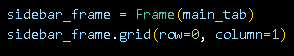 sidebar_frame = Frame(main_tab)
sidebar_frame.grid(row=0, column=1)